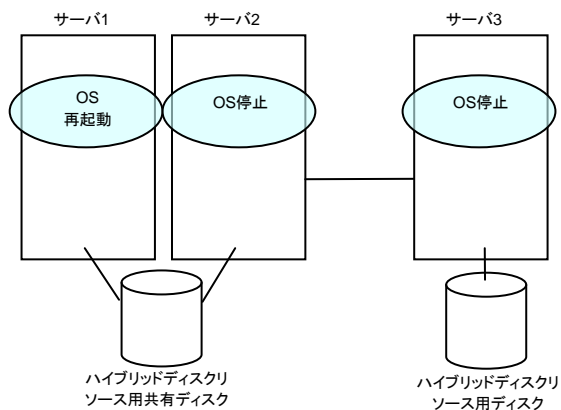 サーバ1
サーバ2
サーバ3
OS
再起動
OS停止
OS停止
ハイブリッドディスクリ
ソース用共有ディスク
ハイブリッドディスクリ
ソース用ディスク